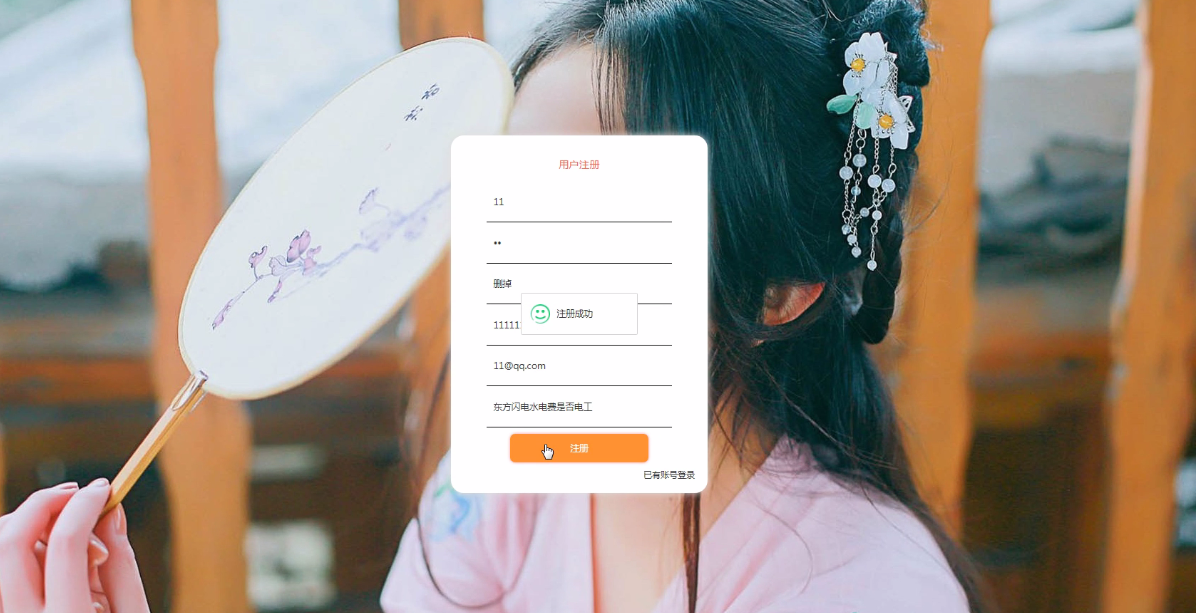 用户注册
11
••
删掉
11111
注册成功
11@qq.com
东方闪电水电费是否电工
注册
已有账号登录